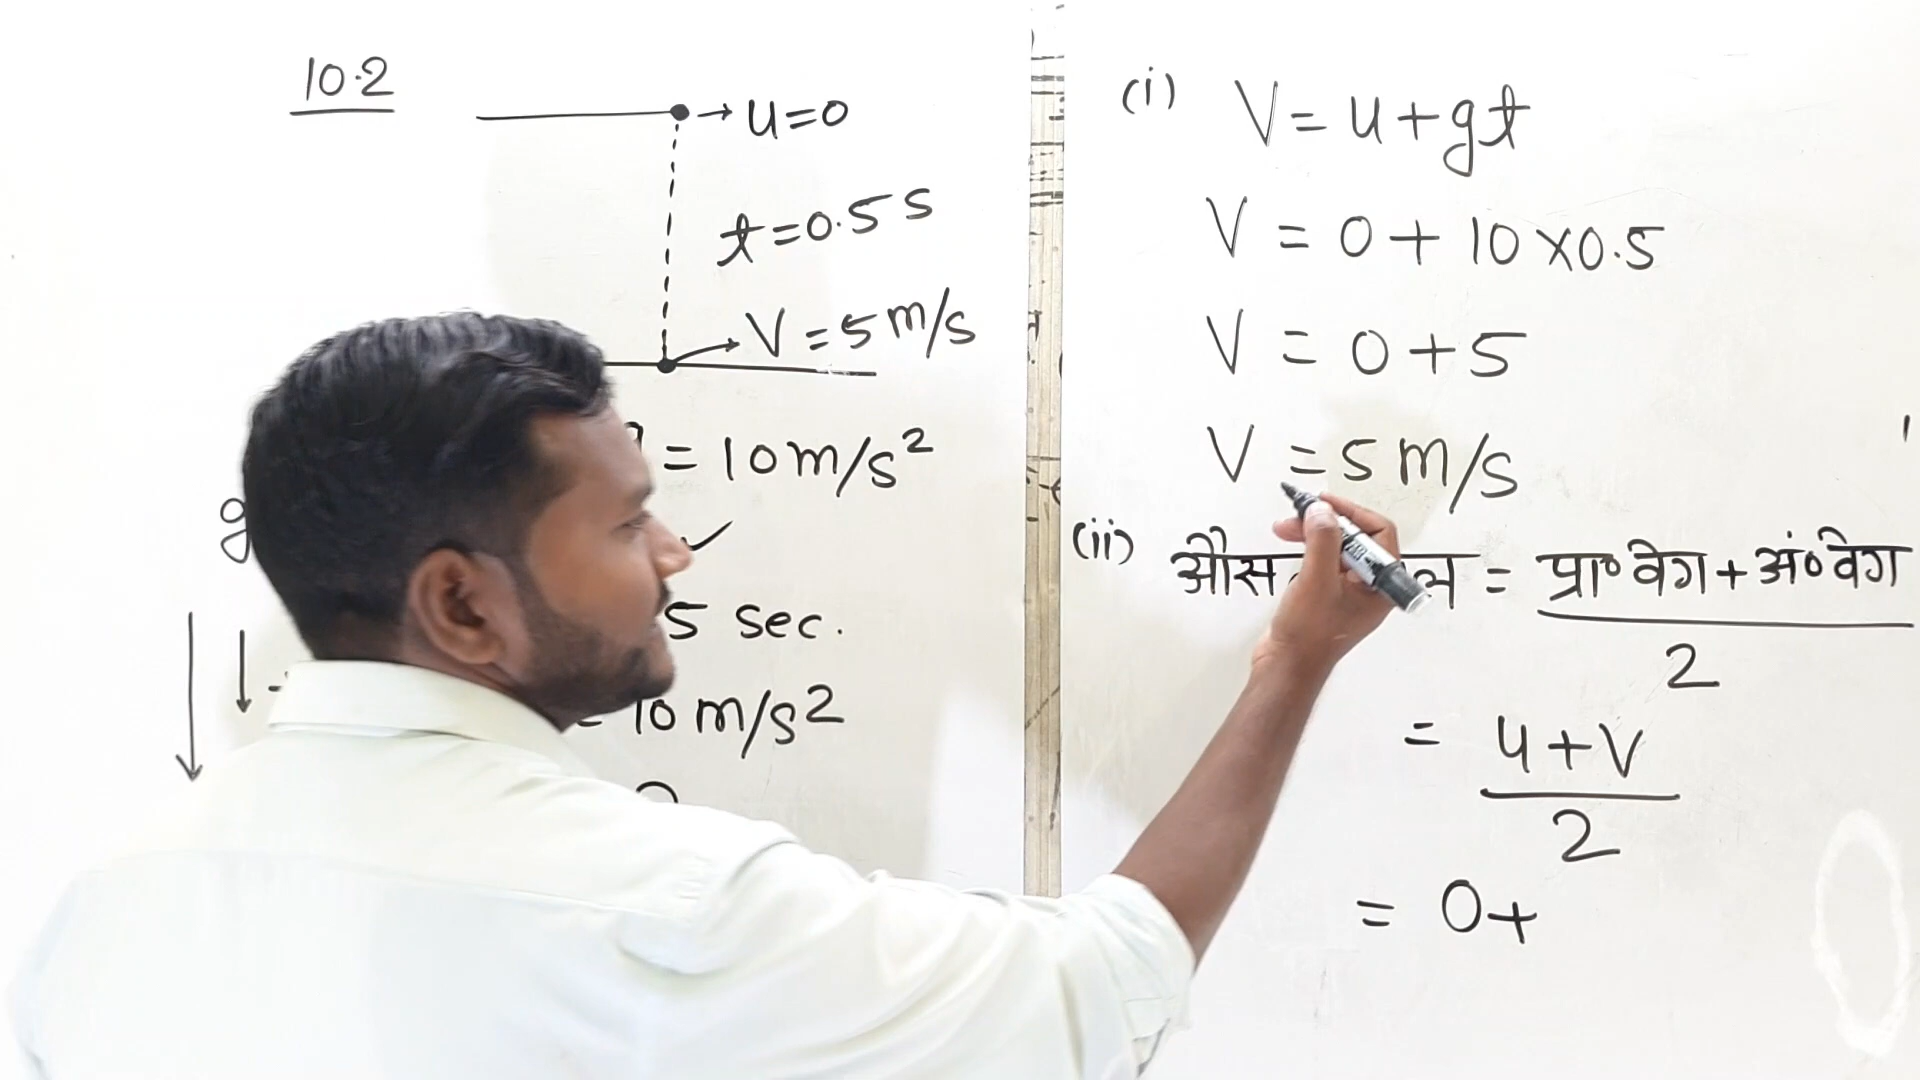 10.2
→ u=0
t=0.5 s
V = 5 m/s
= 10 m/s²
g
5 sec.
= 10 m/s²
(i) V = u+gt
V = 0 + 10 ×0.5
V = 0 + 5
V = 5 m/s
(ii) = प्रा॰ वेग + अं॰ वेग
2
= u+v
2
= 0+